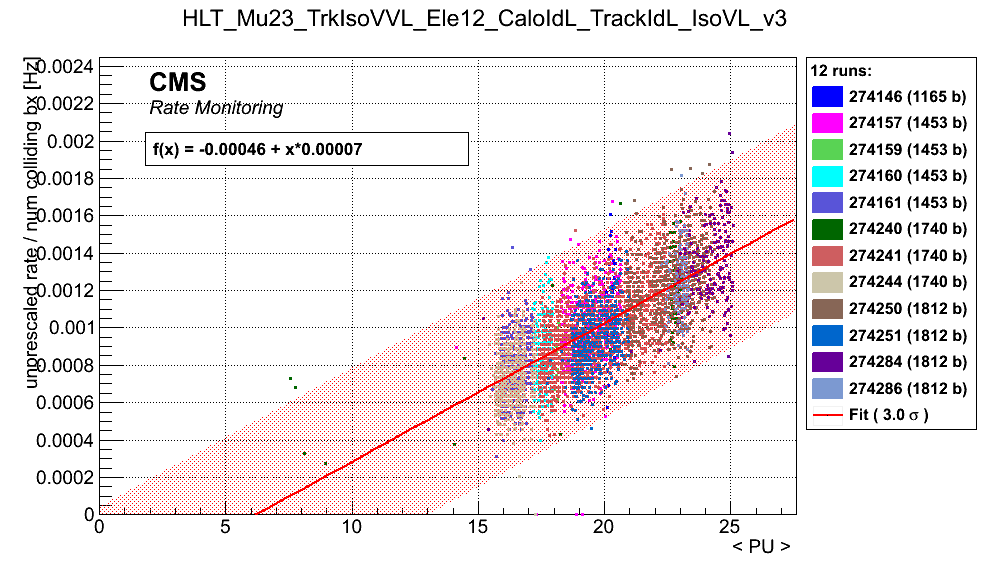 HLT_Mu23_TrkIsoVVL_Ele12_CaloIdL_TrackIdL_IsoVL_v3
unprescaled rate / num colliding bx [Hz]
CMS
Rate Monitoring
f(x) = -0.00046 + x*0.00007
0.0024
0.0022
0.002
0.0018
0.0016
0.0014
0.0012
0.001
0.0008
0.0006
0.0004
0.0002
0
0 5 10 15 20 25
< PU >
12 runs:
274146 (1165 b)
274157 (1453 b)
274159 (1453 b)
274160 (1453 b)
274161 (1453 b)
274240 (1740 b)
274241 (1740 b)
274244 (1740 b)
274250 (1812 b)
274251 (1812 b)
274284 (1812 b)
274286 (1812 b)
Fit ( 3.0 σ )